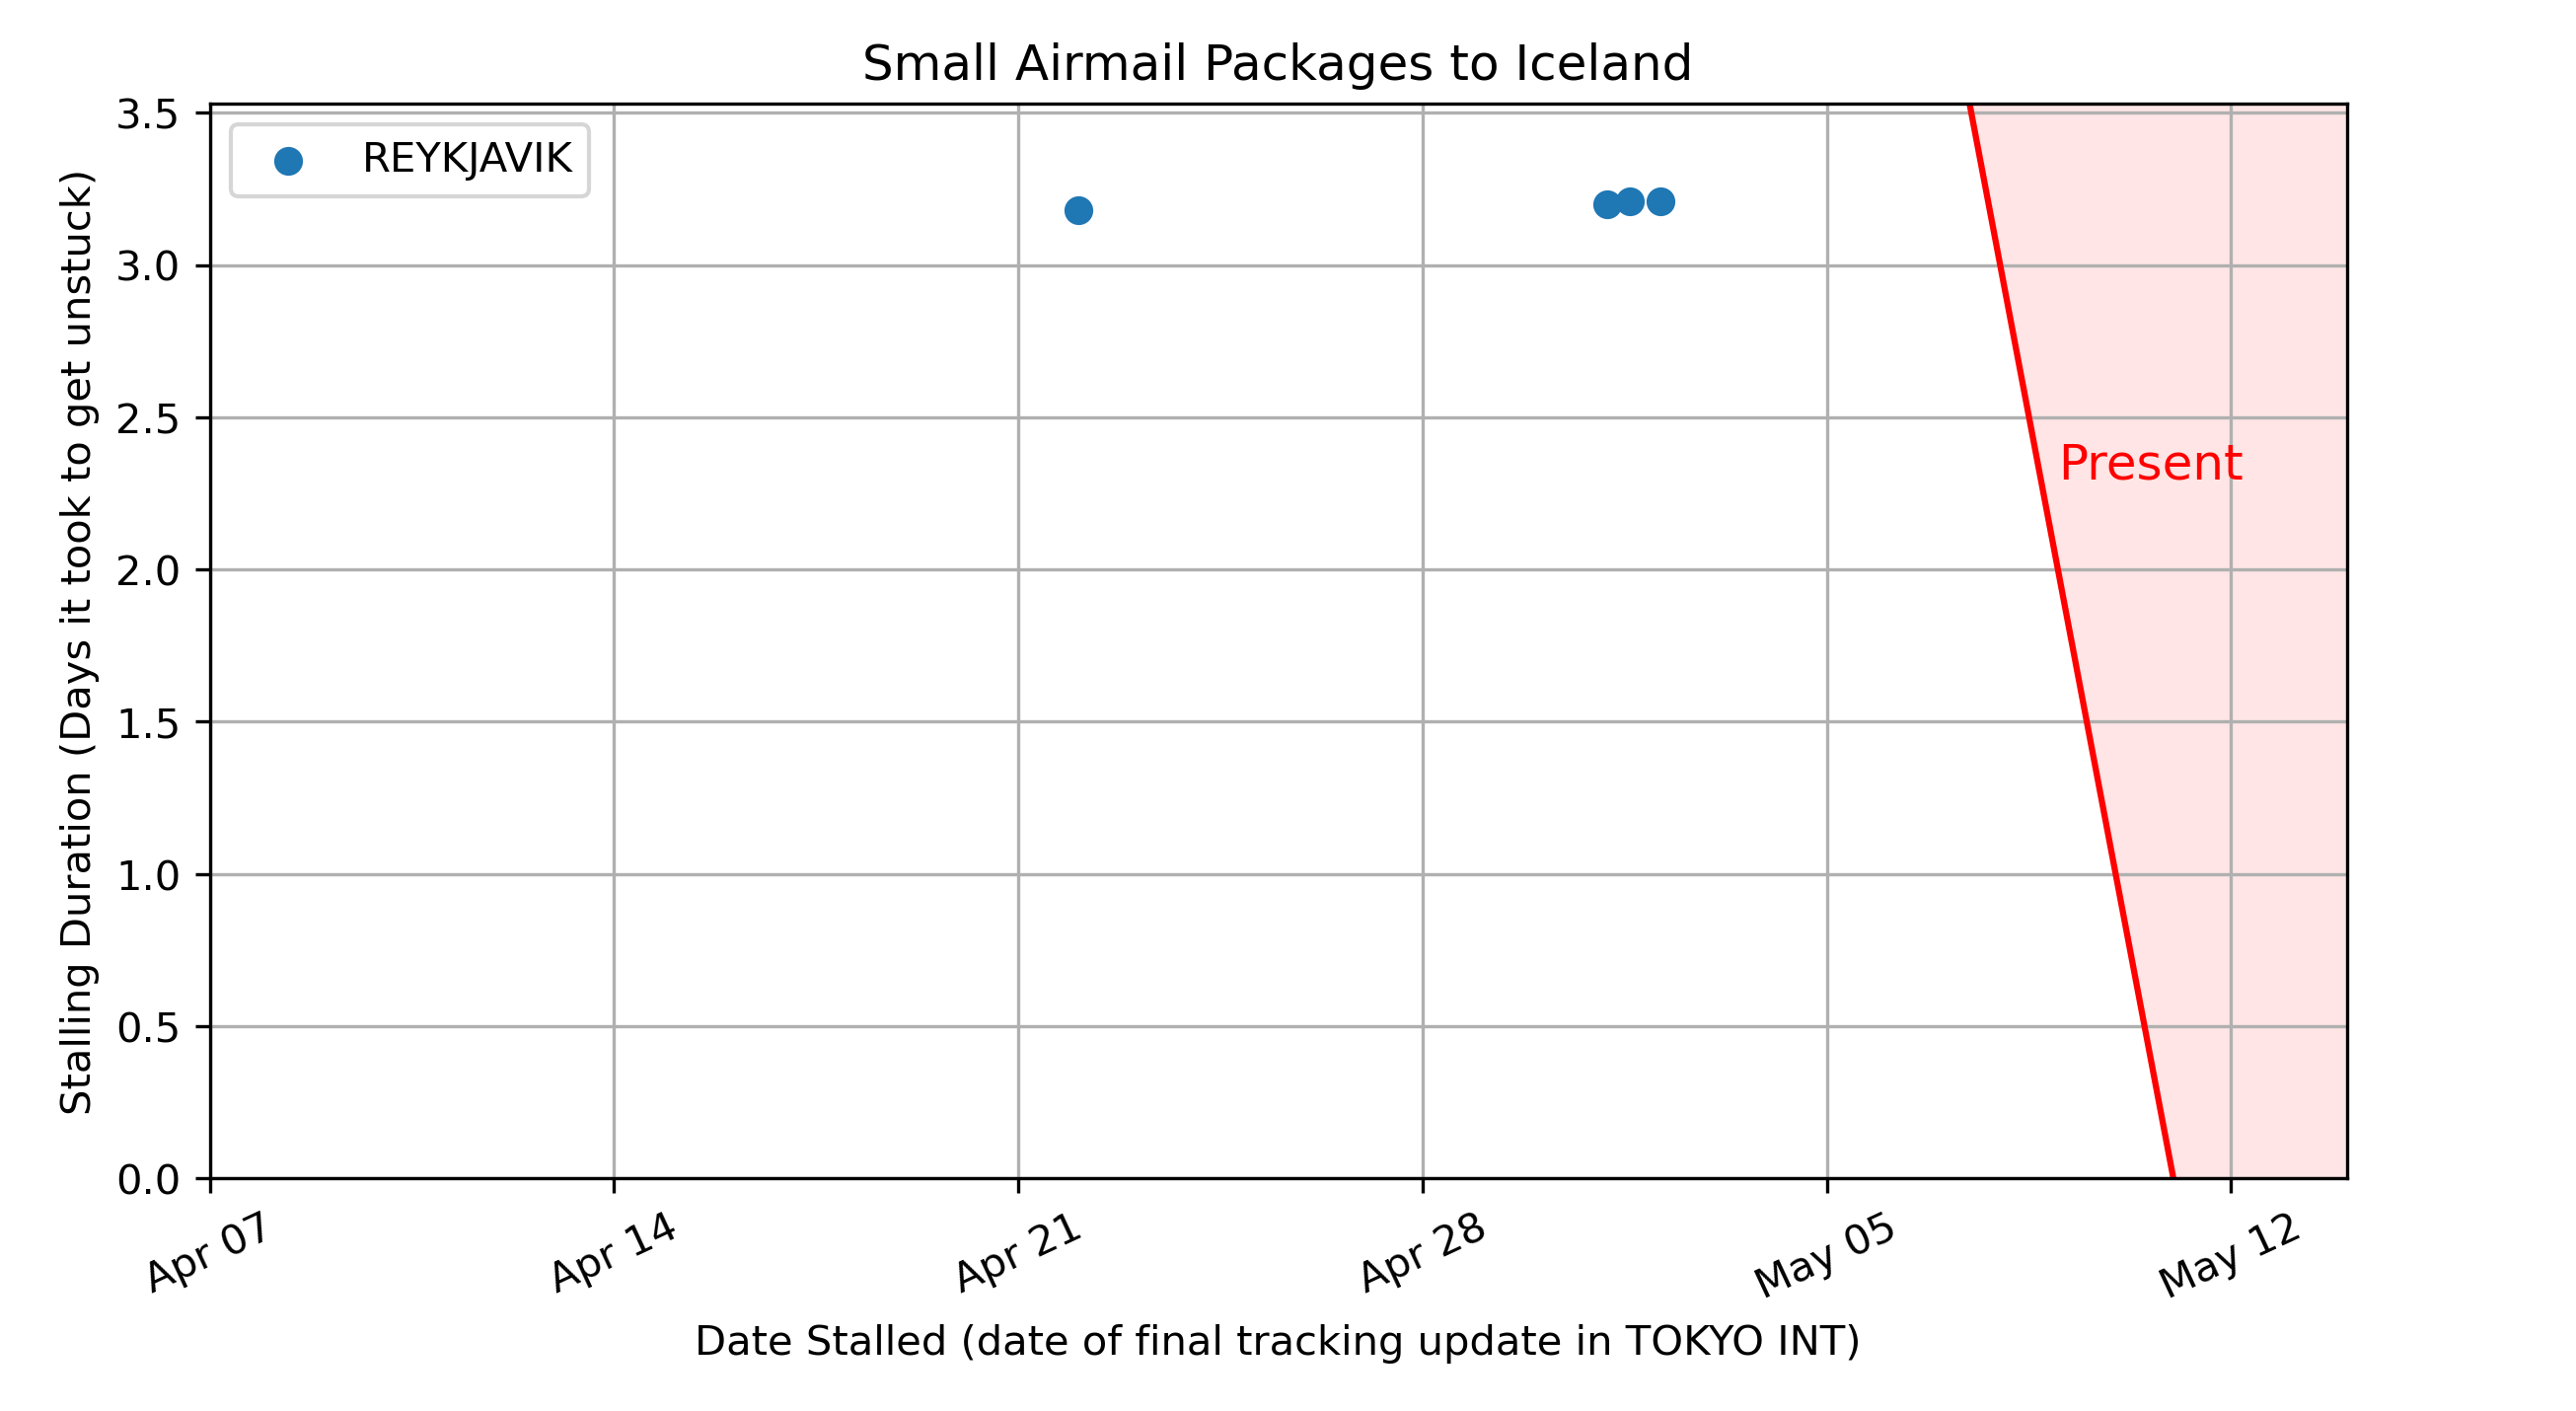 Small Airmail Packages to Iceland
REYKJAVIK
Present
Stalling Duration (Days it took to get unstuck)
3.5
3.0
2.5
2.0
1.5
1.0
0.5
0.0
Apr 07
Apr 14
Apr 21
Apr 28
May 05
May 12
Date Stalled (date of final tracking update in TOKYO INT)